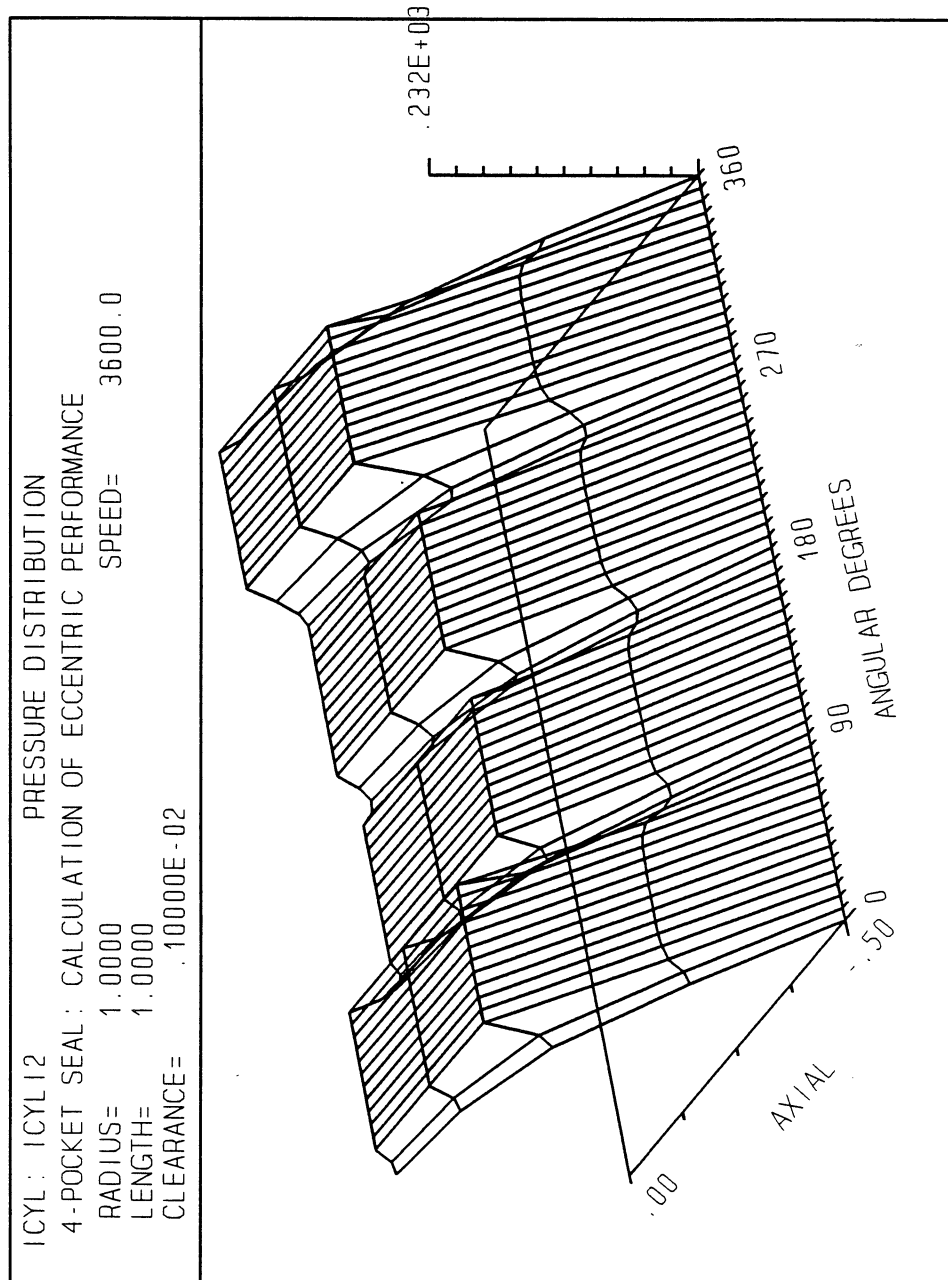 ICYL: ICYL12 PRESSURE DISTRIBUTION
4-POCKET SEAL: CALCULATION OF ECCENTRIC PERFORMANCE
RADIUS= 1.0000 SPEED= 3600.0
LENGTH= 1.0000
CLEARANCE= .1000E-02
.232E+03
.00
AXIAL
-.50
0
90
180
270
360
ANGULAR DEGREES